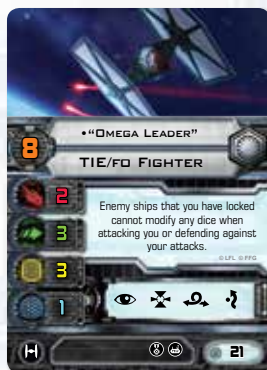 •"Omega Leader"
8
TIE/fo Fighter
2
3
3
1
Enemy ships that you have locked
cannot modify any dice when
attacking you or defending against
your attacks.
©LFL ©FFG
21